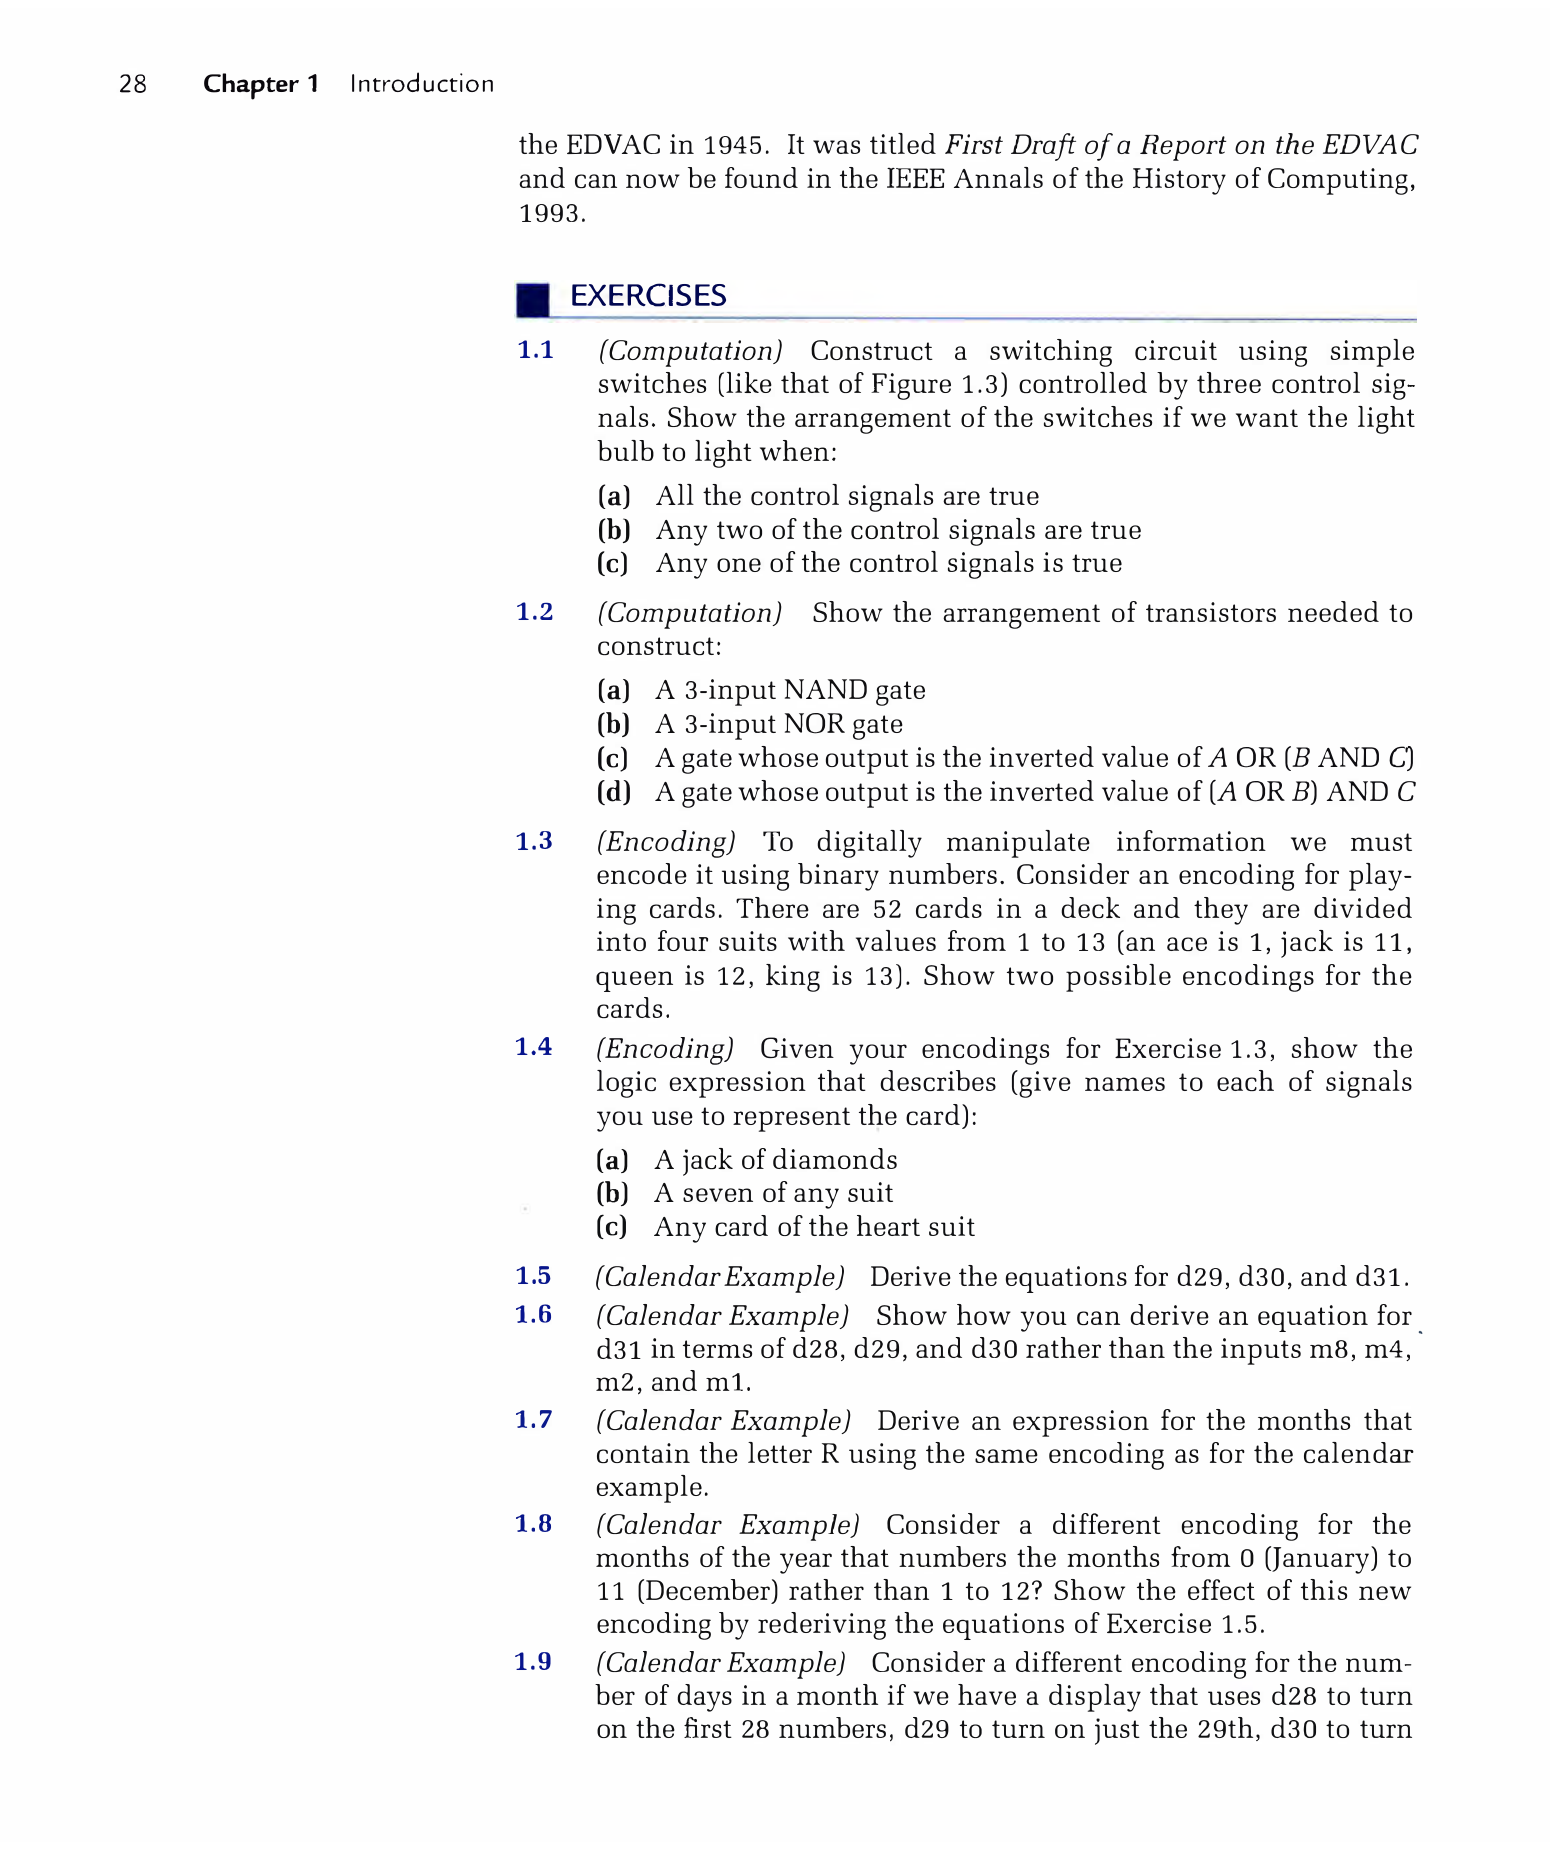 28 Chapter 1 Introduction
the EDVAC in 1945. It was titled First Draft of a Report on the EDVAC
and can now be found in the IEEE Annals of the History of Computing,
1993.
EXERCISES
1.1 (Computation) Construct a switching circuit using simple
switches (like that of Figure 1.3) controlled by three control sig-
nals. Show the arrangement of the switches if we want the light
bulb to light when:
(a) All the control signals are true
(b) Any two of the control signals are true
(c) Any one of the control signals is true
1.2 (Computation) Show the arrangement of transistors needed to
construct:
(a) A 3-input NAND gate
(b) A 3-input NOR gate
(c) A gate whose output is the inverted value of A OR (B AND C)
(d) A gate whose output is the inverted value of (A OR B) AND C
1.3 (Encoding) To digitally manipulate information we must
encode it using binary numbers. Consider an encoding for play-
ing cards. There are 52 cards in a deck and they are divided
into four suits with values from 1 to 13 (an ace is 1, jack is 11,
queen is 12, king is 13). Show two possible encodings for the
cards.
1.4 (Encoding) Given your encodings for Exercise 1.3, show the
logic expression that describes (give names to each of signals
you use to represent the card):
(a) A jack of diamonds
(b) A seven of any suit
(c) Any card of the heart suit
1.5 (Calendar Example) Derive the equations for d29, d30, and d31.
1.6 (Calendar Example) Show how you can derive an equation for
d31 in terms of d28, d29, and d30 rather than the inputs m8, m4,
m2, and m1.
1.7 (Calendar Example) Derive an expression for the months that
contain the letter R using the same encoding as for the calendar
example.
1.8 (Calendar Example) Consider a different encoding for the
months of the year that numbers the months from 0 (January) to
11 (December) rather than 1 to 12? Show the effect of this new
encoding by rederiving the equations of Exercise 1.5.
1.9 (Calendar Example) Consider a different encoding for the num-
ber of days in a month if we have a display that uses d28 to turn
on the first 28 numbers, d29 to turn on just the 29th, d30 to turn